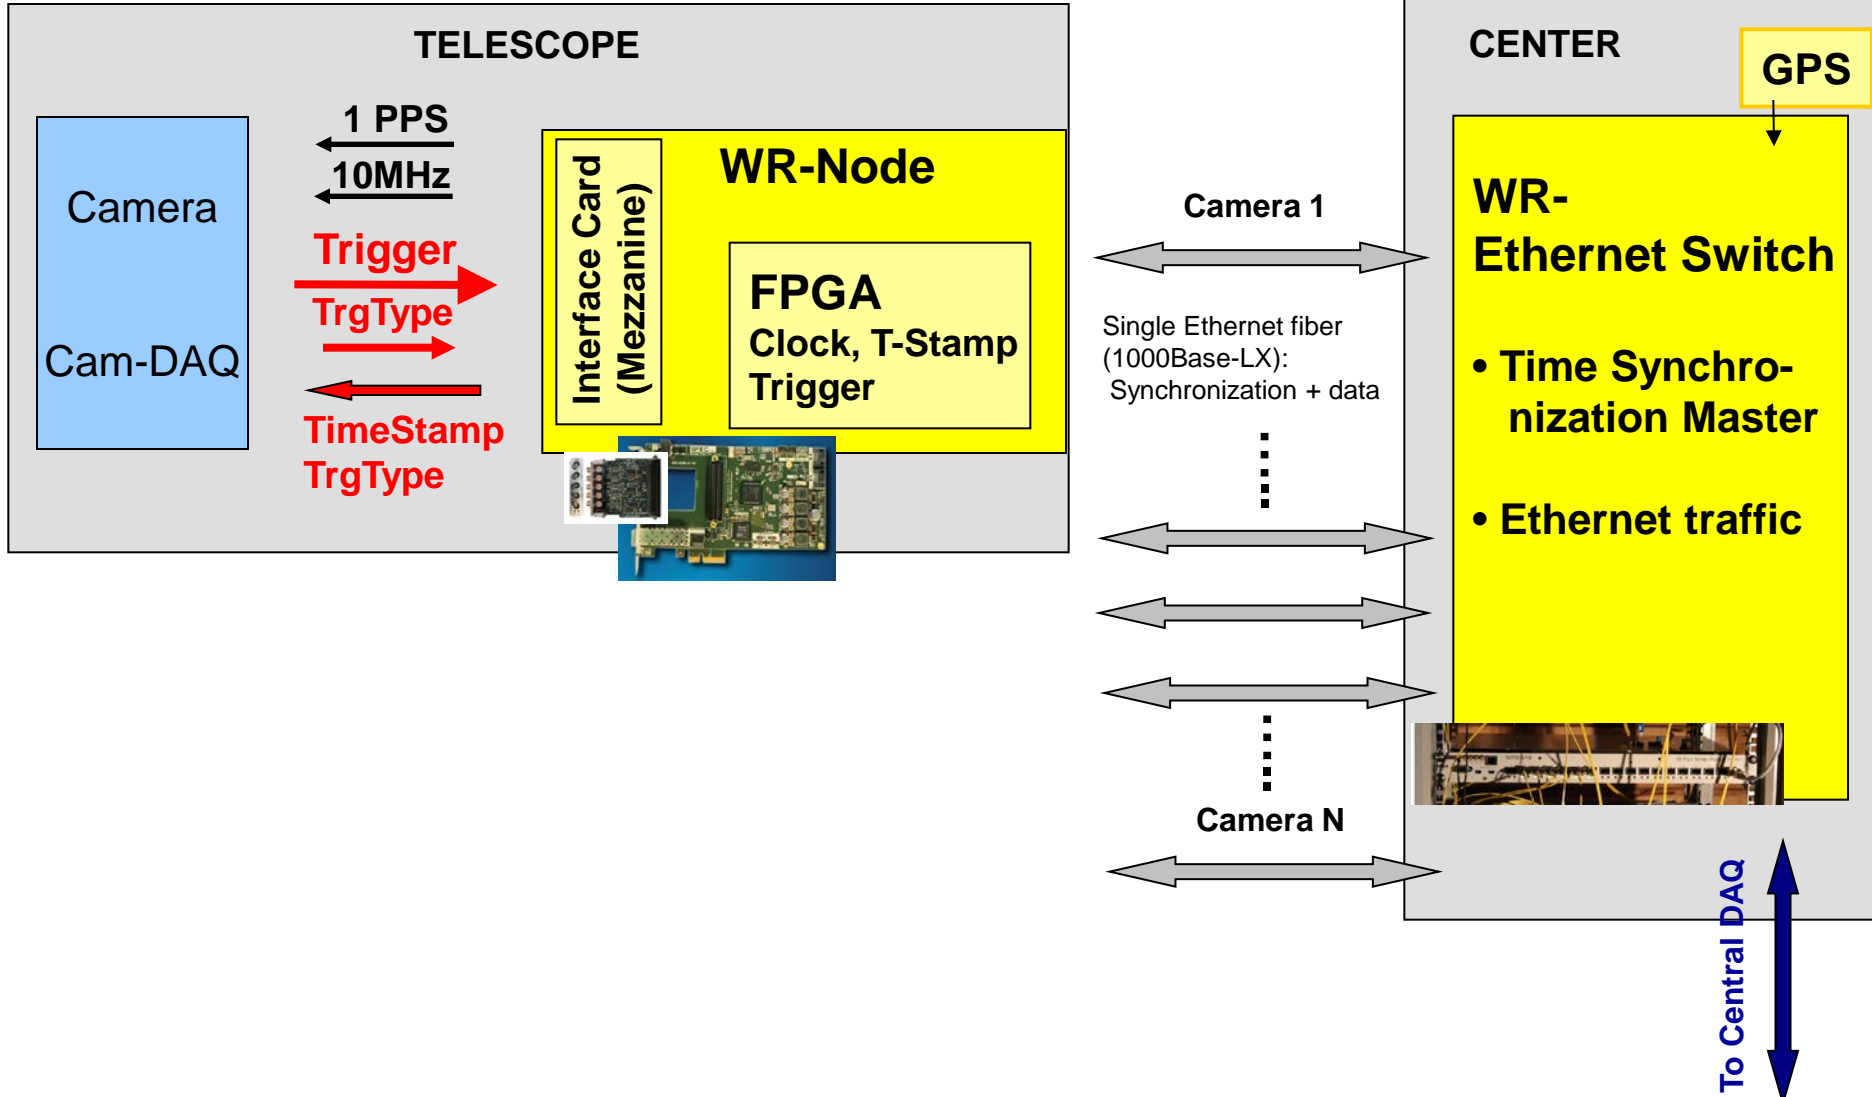 TELESCOPE
1 PPS
10MHz
Camera
Trigger
TrgType
Cam-DAQ
TimeStamp
TrgType
Interface Card
(Mezzanine)
WR-Node
FPGA
Clock, T-Stamp
Trigger
Camera 1
Single Ethernet fiber
(1000Base-LX):
Synchronization + data
Camera N
CENTER
GPS
WR-
Ethernet Switch
• Time Synchro-
nization Master
• Ethernet traffic
To Central DAQ